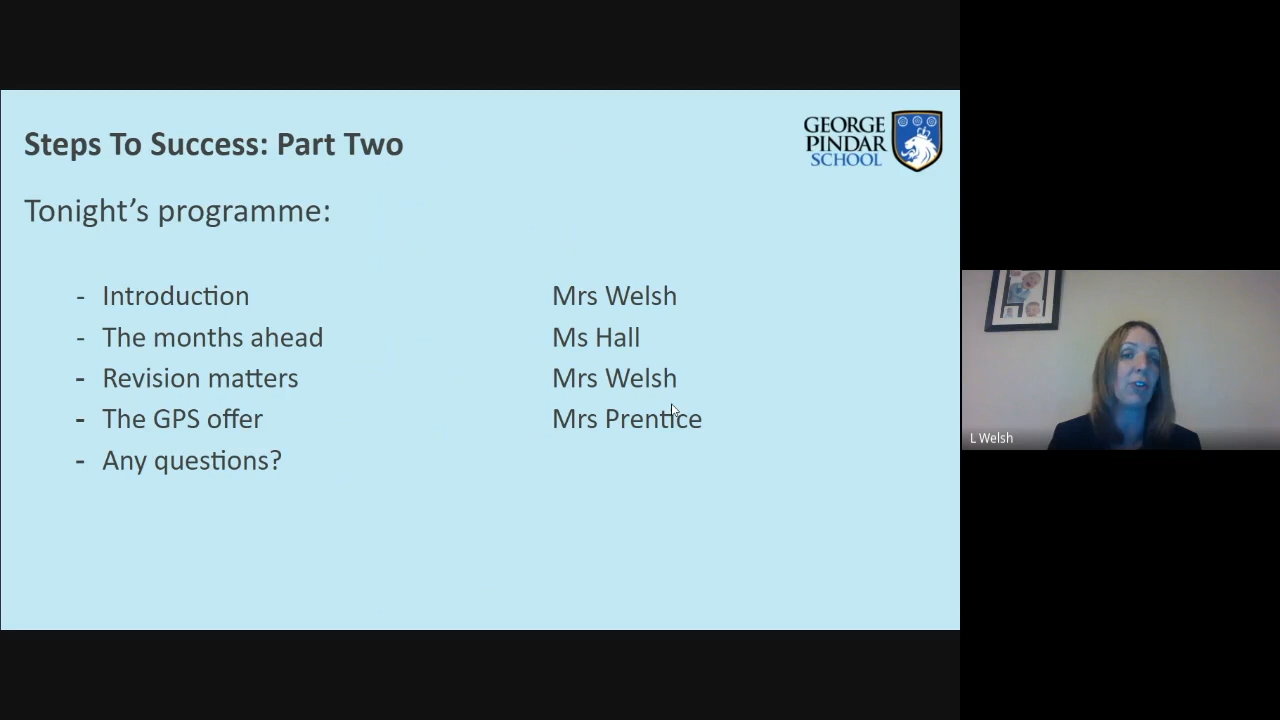 Steps To Success: Part Two
GEORGE
PINDAR
SCHOOL
Tonight's programme:
- Introduction Mrs Welsh
- The months ahead Ms Hall
- Revision matters Mrs Welsh
- The GPS offer Mrs Prentice
- Any questions?
L Welsh